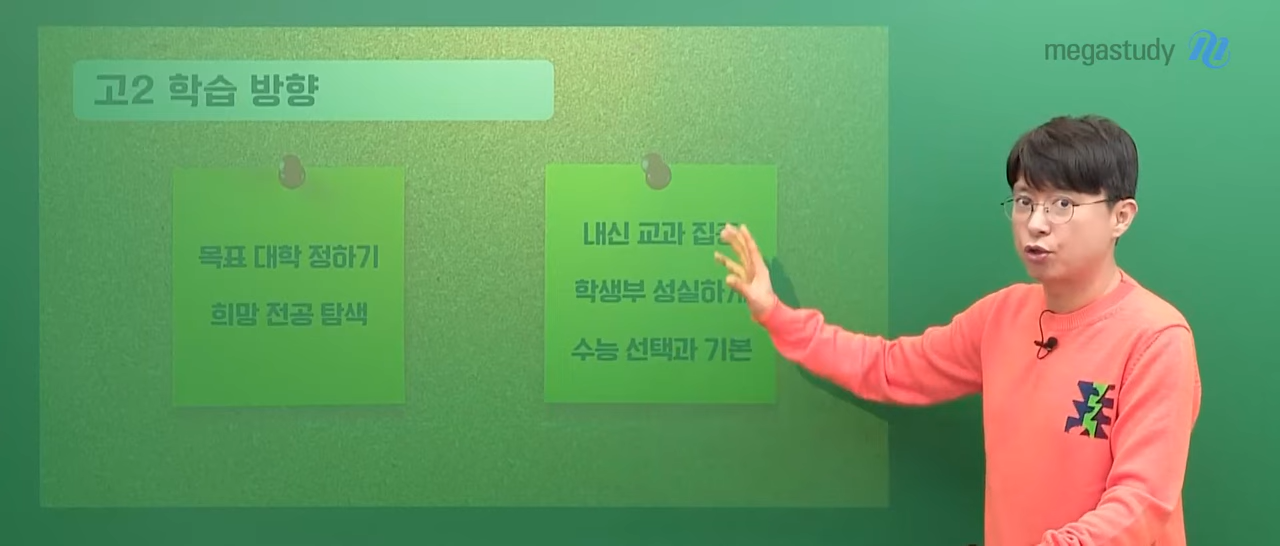 megastudy
고2 학습 방향
목표 대학 정하기
희망 전공 탐색
내신 교과
학생부
수능 선택과 기본